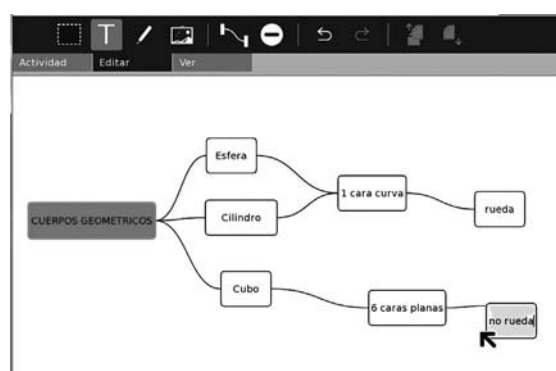 T
Actividad
Editar
Ver
Esfera
1 cara curva
rueda
CUERPOS GEOMETRICOS
Cilindro
Cubo
6 caras planas
no rueda